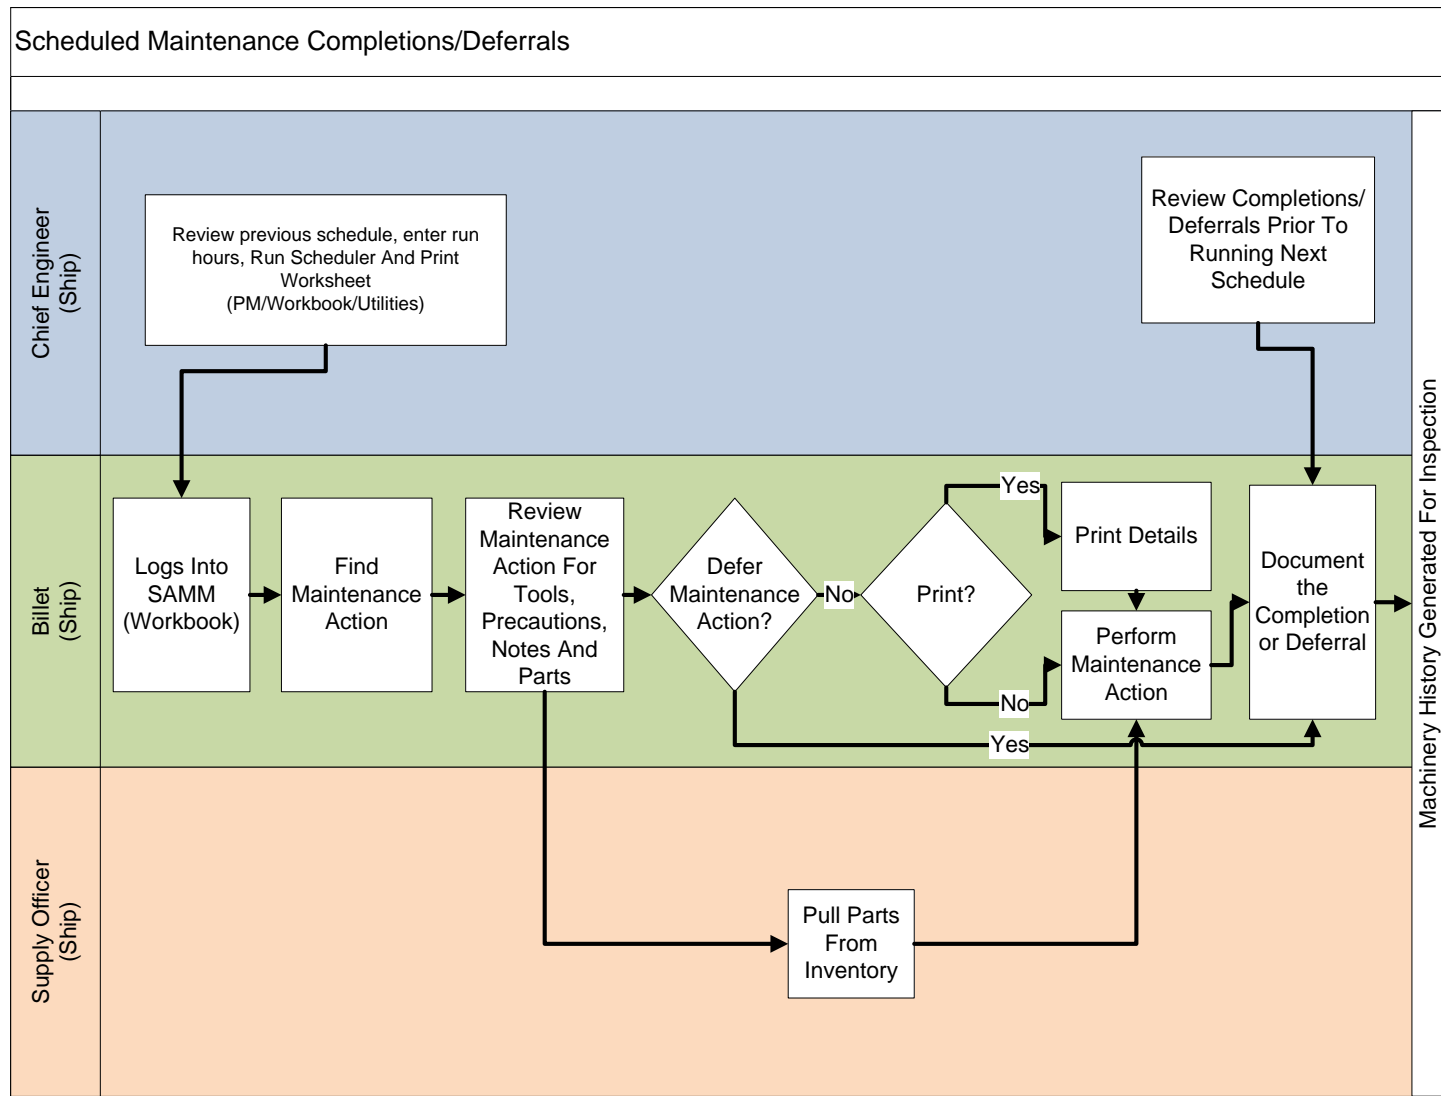 Scheduled Maintenance Completions/Deferrals
Chief Engineer
(Ship)
Review previous schedule, enter run
hours, Run Scheduler And Print
Worksheet
(PM/Workbook/Utilities)
Review Completions/
Deferrals Prior To
Running Next
Schedule
Billet
(Ship)
Logs Into
SAMM
(Workbook)
Find
Maintenance
Action
Review
Maintenance
Action For
Tools,
Precautions,
Notes And
Parts
Defer
Maintenance
Action?
No
Yes
Print?
Yes
No
Print Details
Perform
Maintenance
Action
Document
the
Completion
or Deferral
Supply Officer
(Ship)
Pull Parts
From
Inventory
Machinery History Generated For Inspection